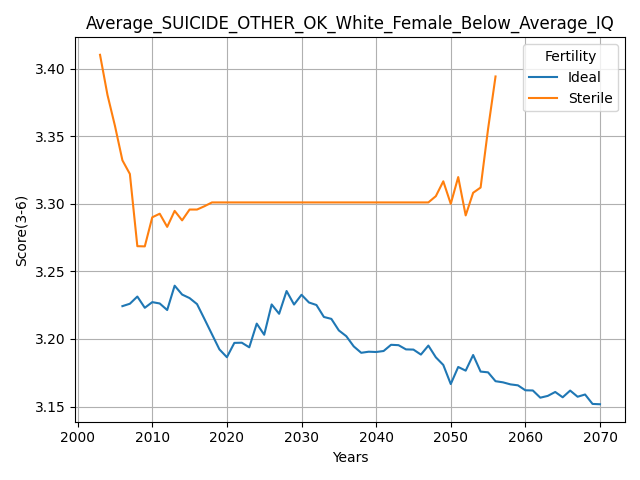 Average_SUICIDE_OTHER_OK_White_Female_Below_Average_IQ
Fertility
Ideal
Sterile
3.40
3.35
3.30
3.25
3.20
3.15
Score(3-6)
2000 2010 2020 2030 2040 2050 2060 2070
Years